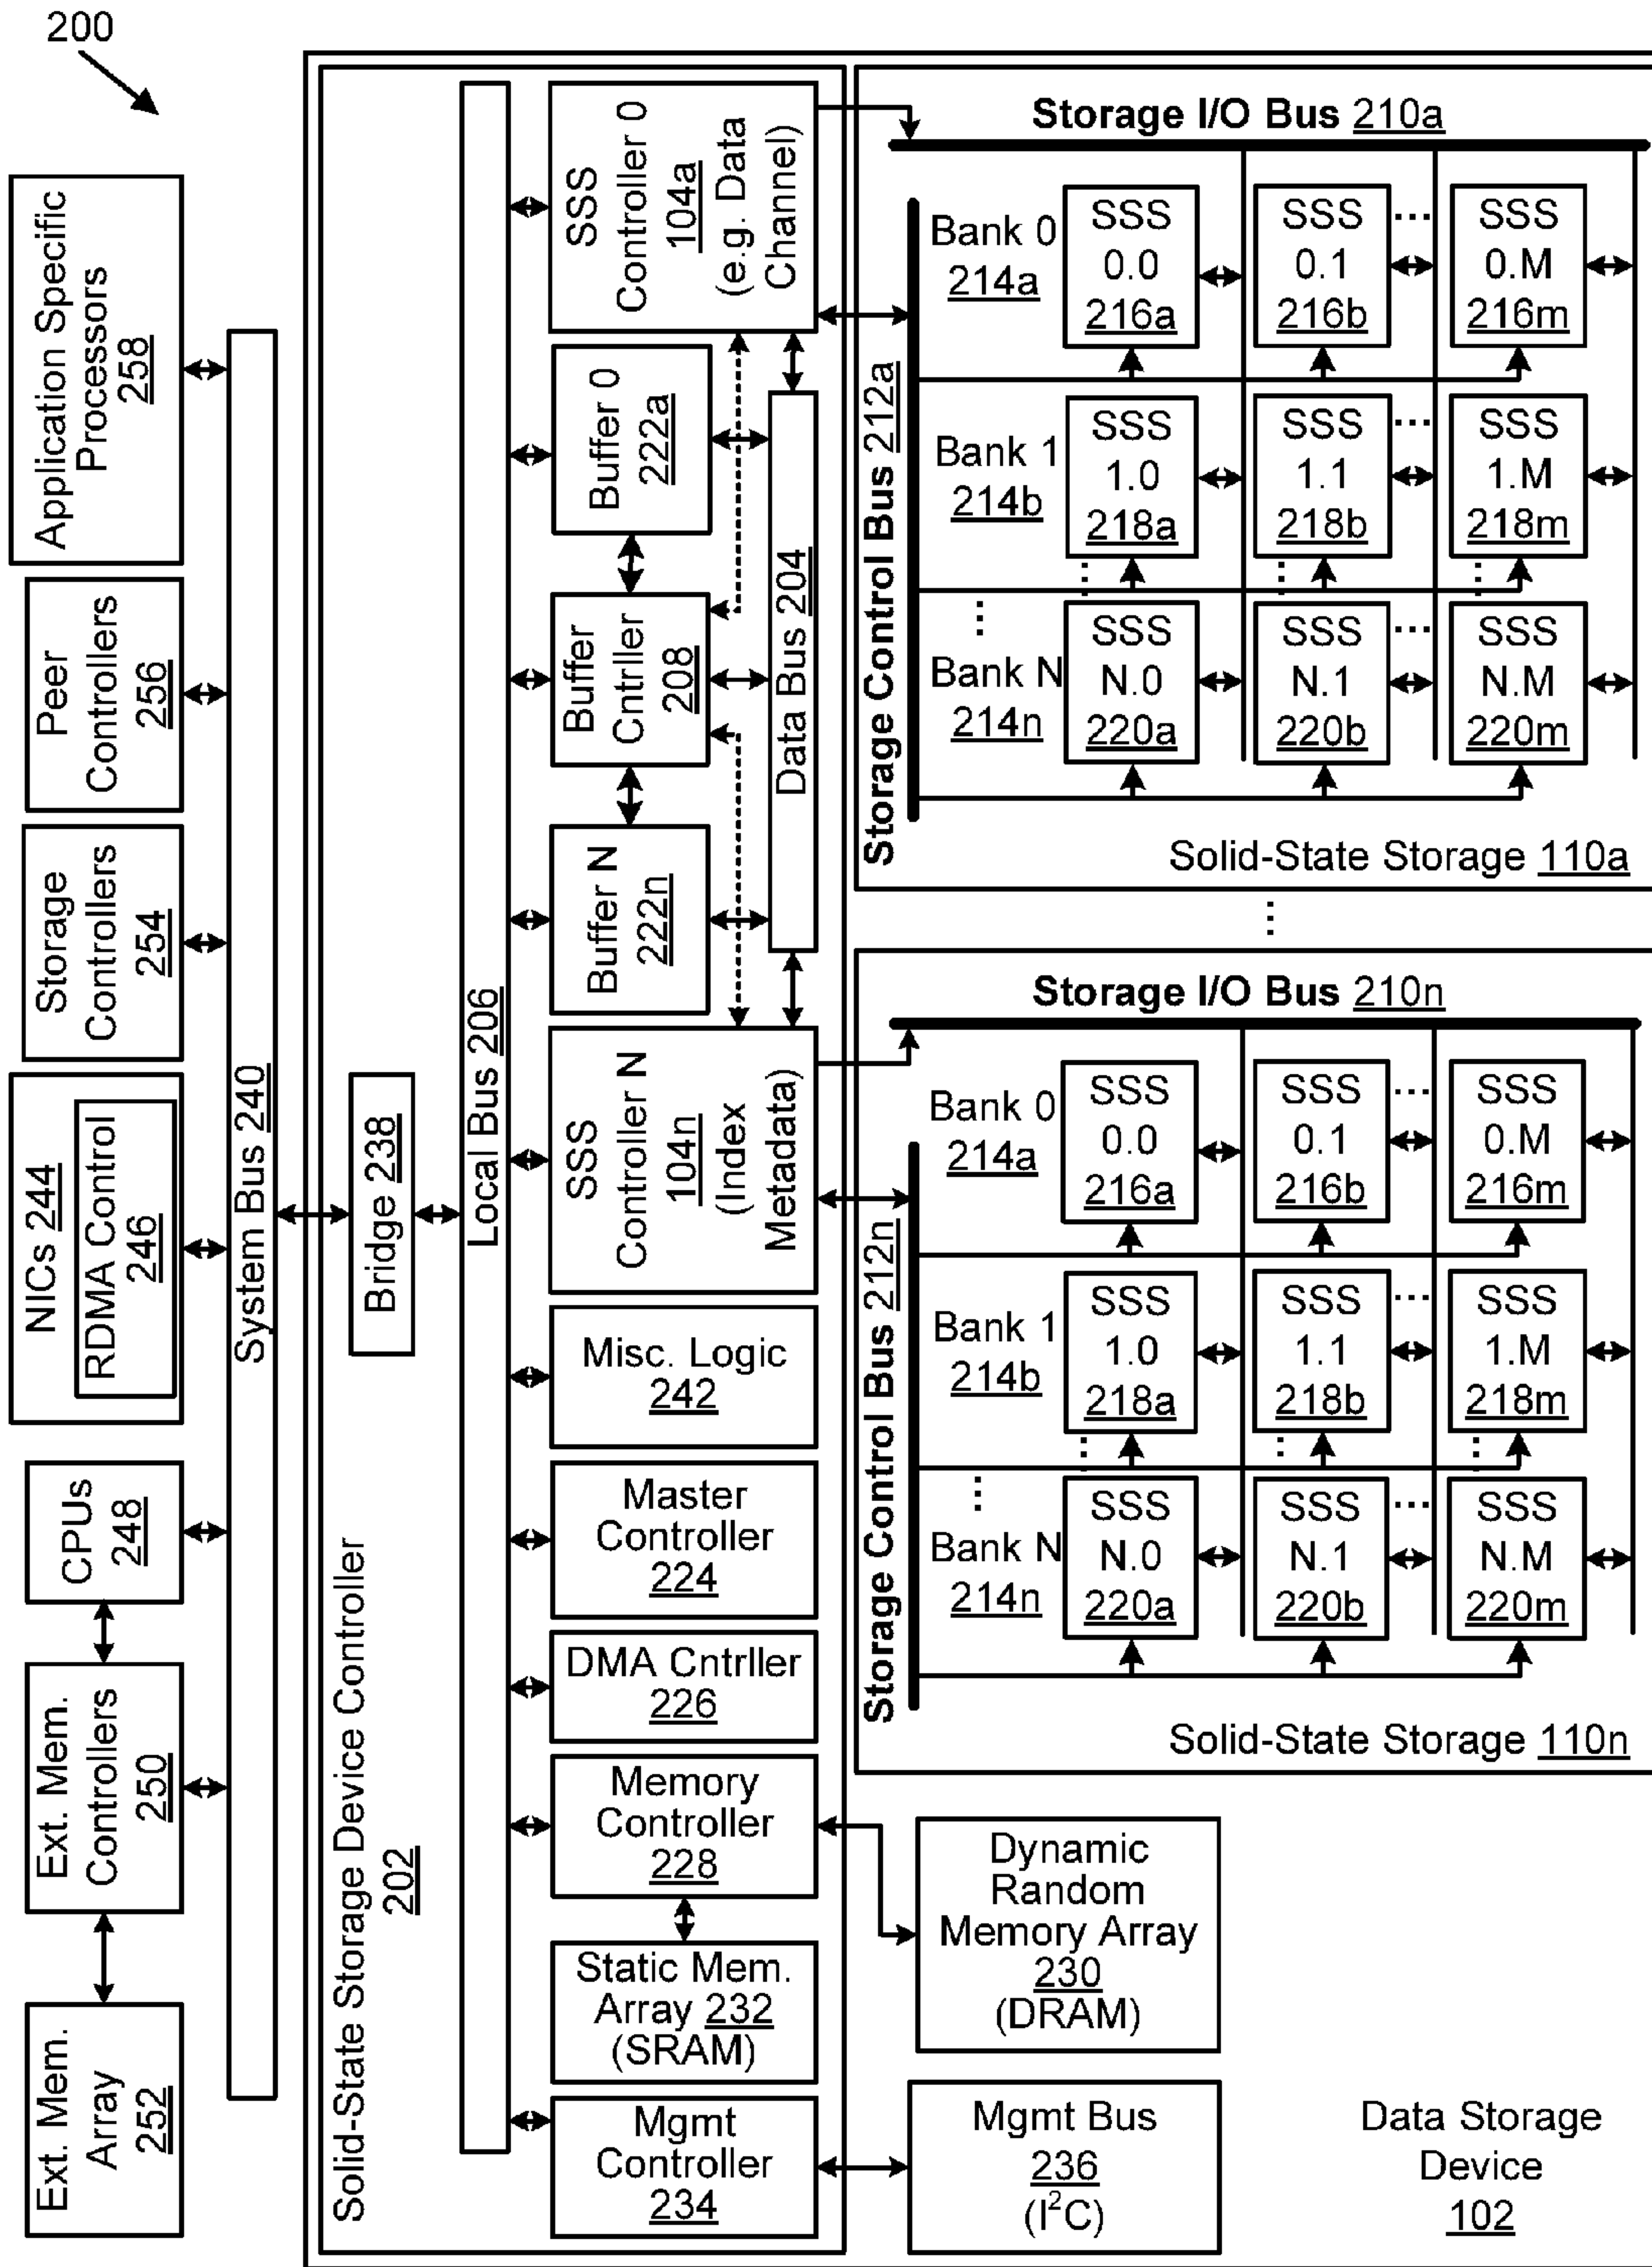 200
Ext. Mem.
Array
252
Ext. Mem.
Controllers
250
CPUs
248
NICs 244
RDMA Control
246
Storage
Controllers
254
Peer
Controllers
256
Application Specific
Processors
258
System Bus 240
Solid-State Storage Device Controller
202
Bridge 238
Local Bus 206
Mgmt
Controller
234
Static Mem.
Array 232
(SRAM)
Memory
Controller
228
DMA Cntrller
226
Master
Controller
224
Misc. Logic
242
SSS
Controller N
104n
(Index
Metadata)
Buffer N
222n
Buffer
Cntrller
208
Buffer 0
222a
SSS
Controller 0
104a
(e.g. Data
Channel)
Data Bus 204
Storage I/O Bus 210a
Storage Control Bus 212a
Bank 0
214a
SSS
0.0
216a
SSS
0.1
216b
...
SSS
0.M
216m
Bank 1
214b
SSS
1.0
218a
SSS
1.1
218b
...
SSS
1.M
218m
Bank N
214n
SSS
N.0
220a
SSS
N.1
220b
...
SSS
N.M
220m
Solid-State Storage 110a
Storage I/O Bus 210n
Storage Control Bus 212n
Bank 0
214a
SSS
0.0
216a
SSS
0.1
216b
...
SSS
0.M
216m
Bank 1
214b
SSS
1.0
218a
SSS
1.1
218b
...
SSS
1.M
218m
Bank N
214n
SSS
N.0
220a
SSS
N.1
220b
...
SSS
N.M
220m
Solid-State Storage 110n
Dynamic
Random
Memory Array
230
(DRAM)
Mgmt Bus
236
(I²C)
Data Storage
Device
102